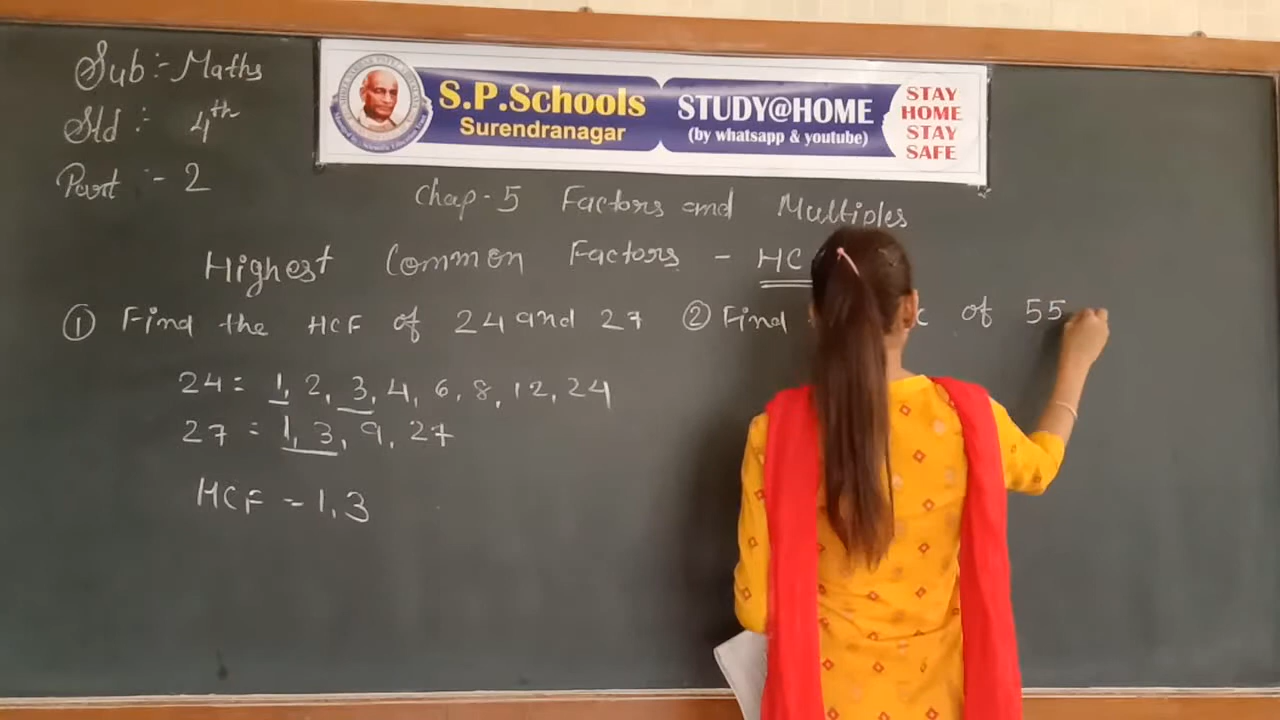 Sub :- Maths
Std :- 4th
Part :- 2
S.P.Schools
Surendranagar
STUDY@HOME
(by whatsapp & youtube)
STAY
HOME
STAY
SAFE
Chap-5 Factors and Multiples
Highest Common Factors - HC
① Find the HCF of 24 and 27
24 = 1, 2, 3, 4, 6, 8, 12, 24
27 = 1, 3, 9, 27
HCF = 1, 3
② Find of 55